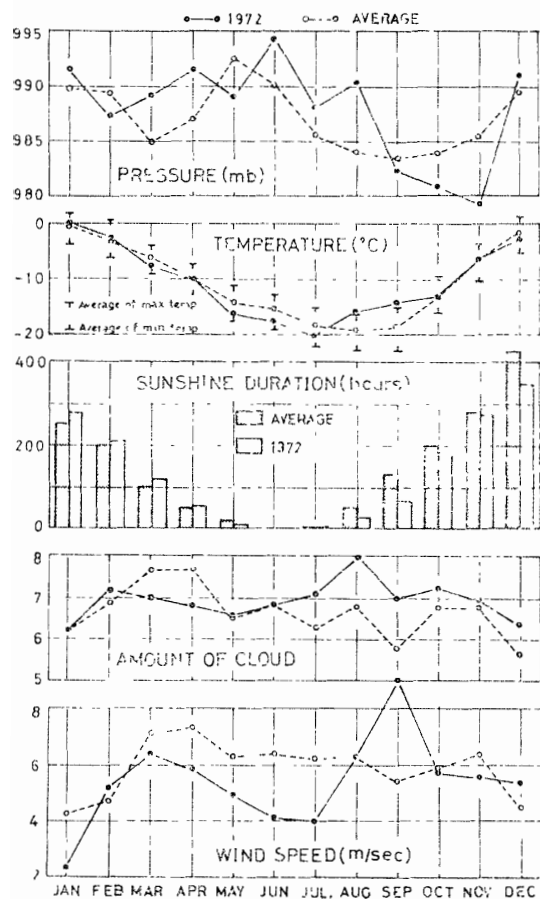 1972 AVERAGE
995
990
985
980
PRESSURE (mb)
0
-10
-20
TEMPERATURE (°C)
Average of max temp
Average of min temp
400
200
0
SUNSHINE DURATION (hours)
AVERAGE
1972
8
7
6
5
AMOUNT OF CLOUD
8
6
4
2
WIND SPEED (m/sec)
JAN FEB MAR APR MAY JUN JUL. AUG SEP OCT NOV DEC